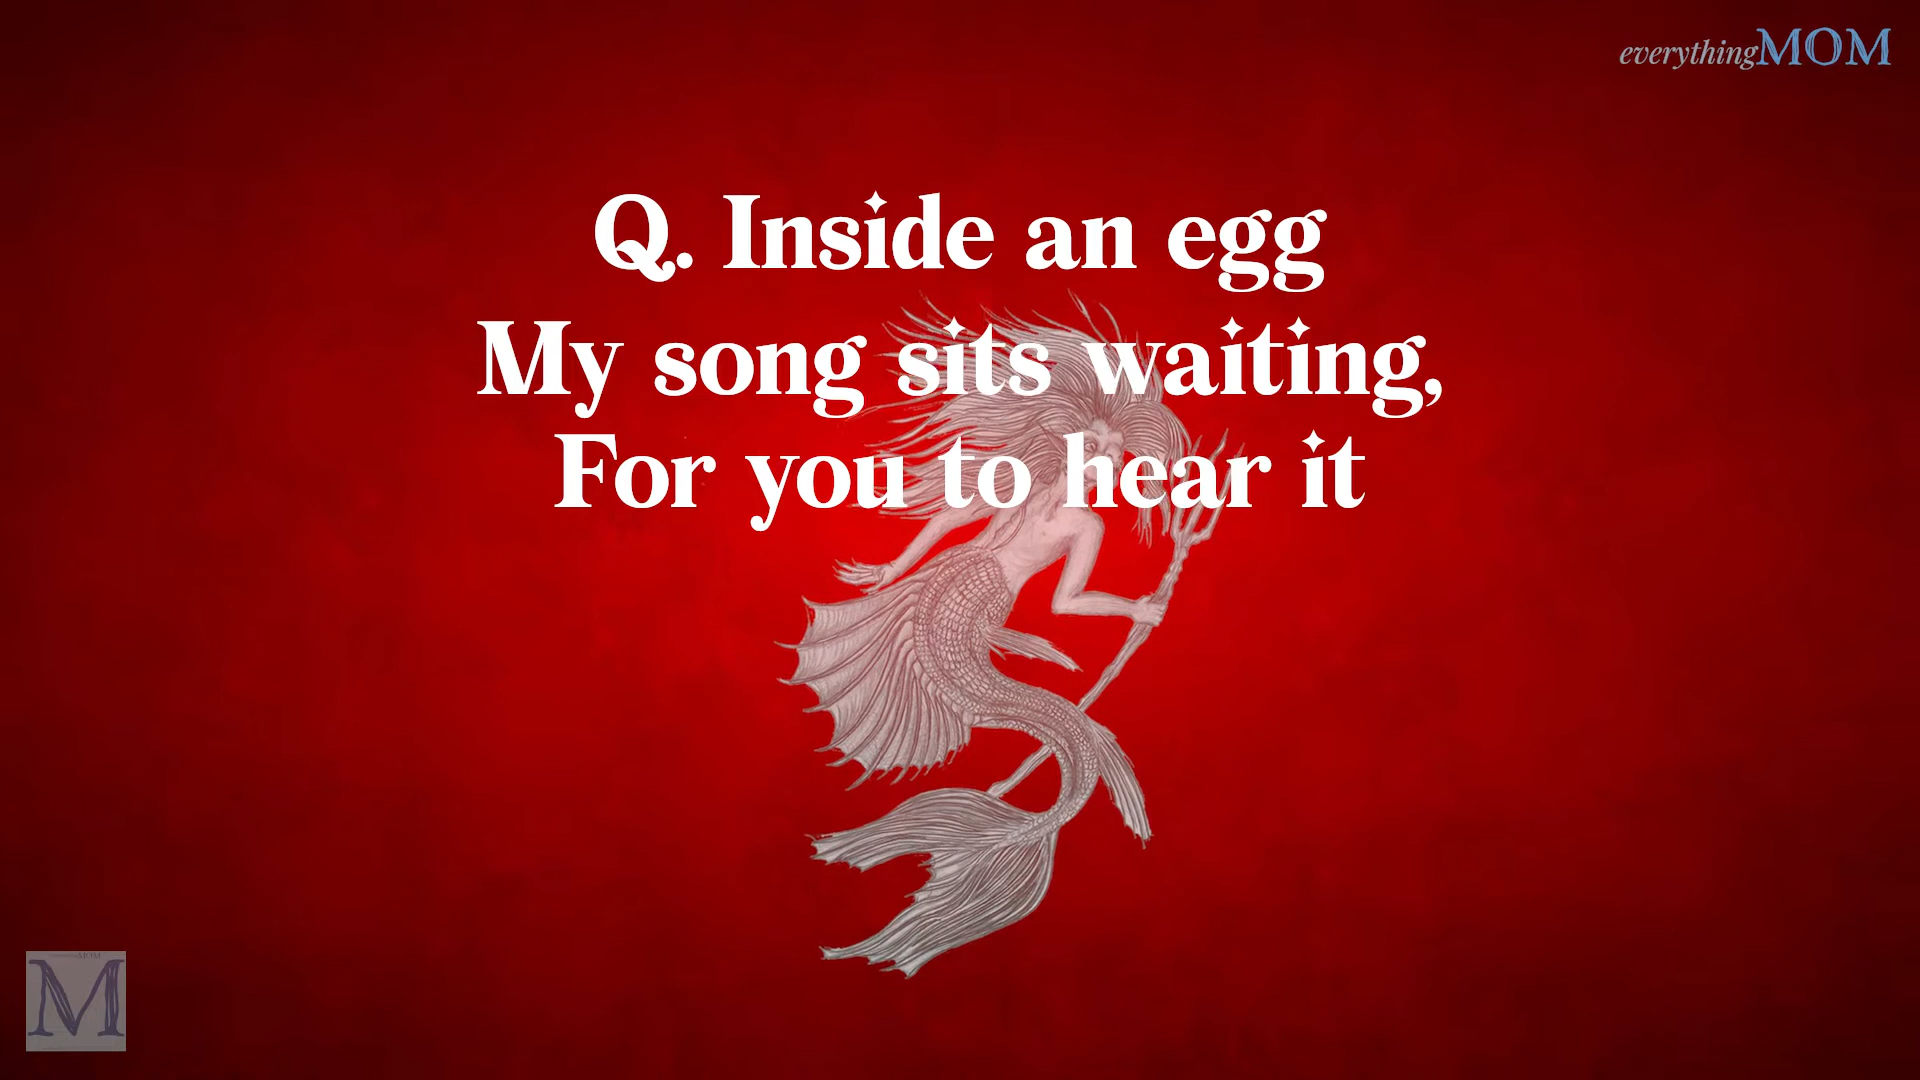 everythingMOM
Q. Inside an egg
My song sits waiting,
For you to hear it
M